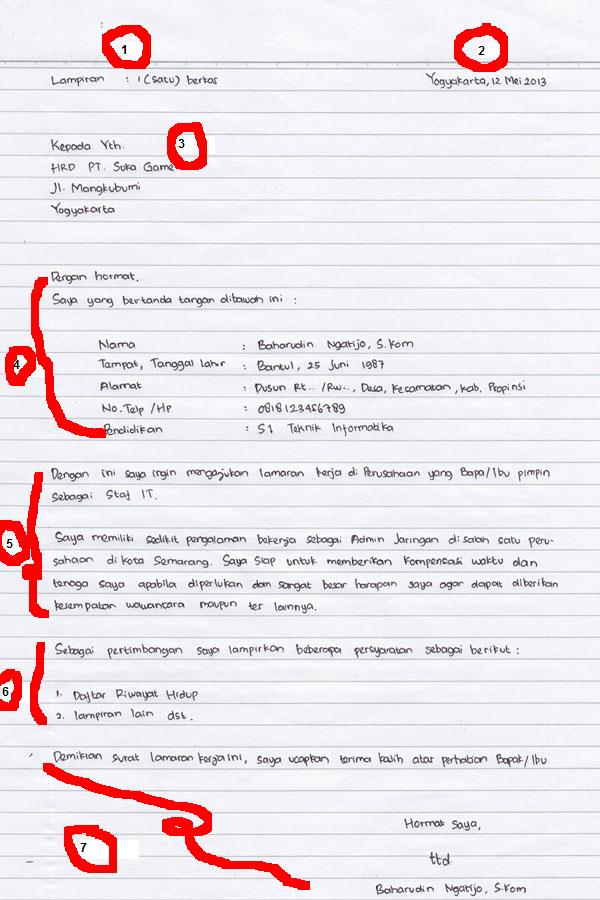 1
2
Lampiran : 1 (satu) berkas
Yogyakarta, 12 Mei 2013
3
Kepada Yth.
HRD PT. Suka Game
Jl. Mangkubumi
Yogyakarta
Dengan hormat,
Saya yang bertanda tangan dibawah ini :
4
Nama : Baharudin Ngatijo, S.Kom
Tempat, Tanggal lahir : Bantul, 25 Juni 1987
Alamat : Dusun Rt.. /Rw.., Desa, Kecamatan, Kab, Propinsi
No.Telp /Hp : 0818123456789
Pendidikan : S1 Teknik Informatika
Dengan ini saya ingin mengajukan lamaran kerja di Perusahaan yang Bapa/Ibu pimpin
Sebagai Staf IT.
5
Saya memiliki sedikit pengalaman bekerja sebagai Admin Jaringan disalah satu peru-
sahaan di kota Semarang. Saya siap untuk memberikan kompensasi waktu dan
tenaga saya apabila diperlukan dan sangat besar harapan saya agar dapat diberikan
kesempatan wawancara maupun tes lainnya.
Sebagai pertimbangan saya lampirkan beberapa persyaratan sebagai berikut :
6
1. Daftar Riwayat Hidup
2. lampiran lain dst.
Demikian surat lamaran kerja ini, saya ucapkan terima kasih atas perhatian Bapak/Ibu
Hormat Saya,
7
ttd
Baharudin Ngatijo, S.Kom